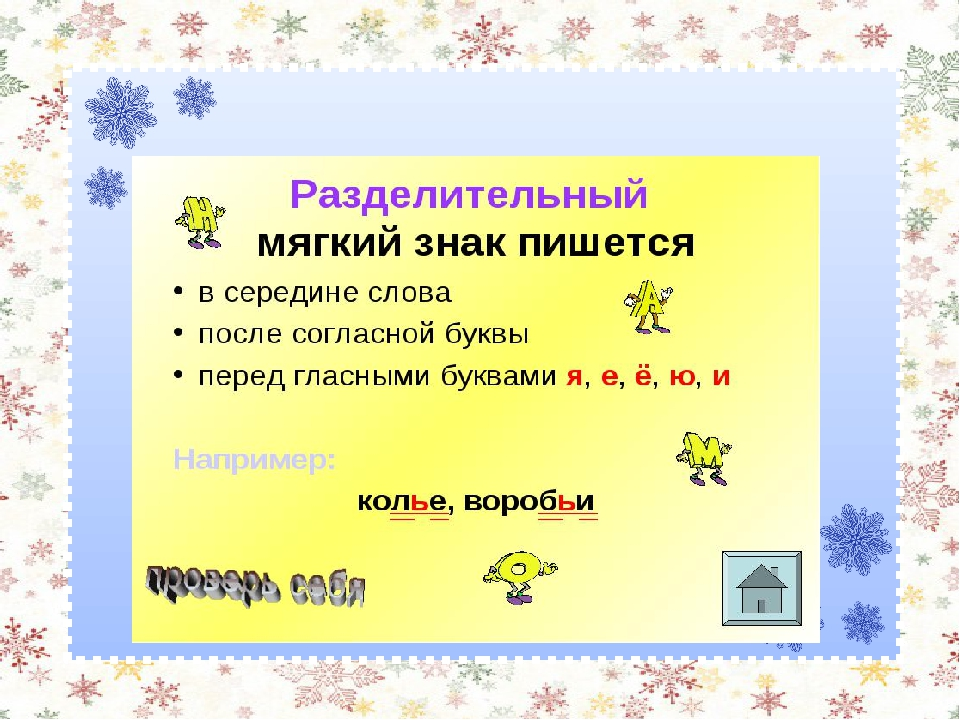 Разделительный
мягкий знак пишется
• в середине слова
• после согласной буквы
• перед гласными буквами я, е, ё, ю, и
Например:
колье, воробьи
проверь себя
Н
А
М
О